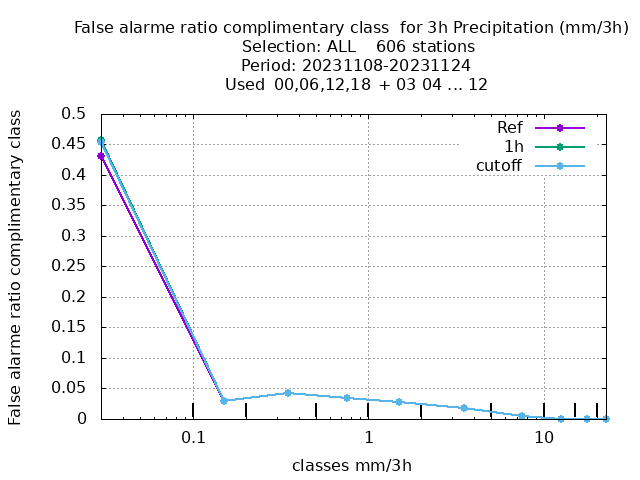 False alarme ratio complimentary class  for 3h Precipitation (mm/3h)
Selection: ALL    606 stations
Period: 20231108-20231124
Used  00,06,12,18  + 03 04 ... 12
False alarme ratio complimentary class
0.5
0.45
0.4
0.35
0.3
0.25
0.2
0.15
0.1
0.05
0
Ref
1h
cutoff
0.1
1
10
classes mm/3h